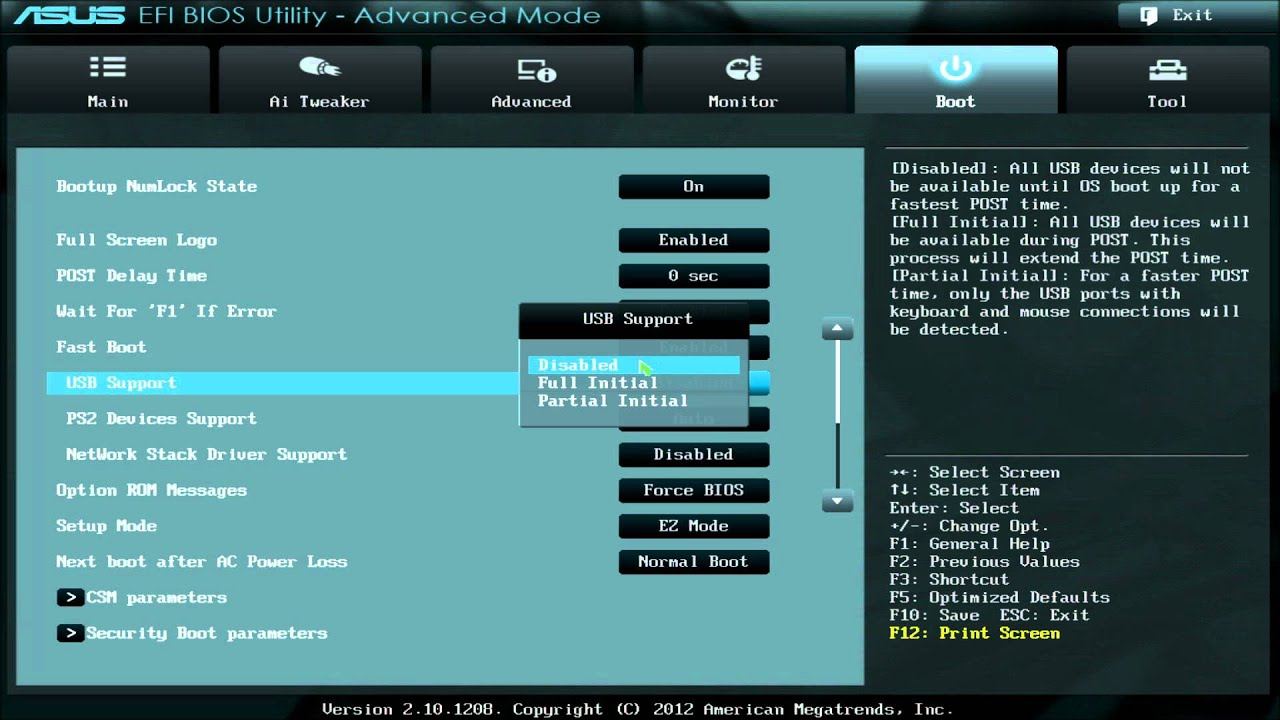 ASUS EFI BIOS Utility - Advanced Mode
Exit
Main
Ai Tweaker
Advanced
Monitor
Boot
Tool
Bootup NumLock State On
Full Screen Logo Enabled
POST Delay Time 0 sec
Wait For 'F1' If Error
Fast Boot Enabled
USB Support
PS2 Devices Support Auto
NetWork Stack Driver Support Disabled
Option ROM Messages Force BIOS
Setup Mode EZ Mode
Next boot after AC Power Loss Normal Boot
> CSM parameters
> Security Boot parameters
USB Support
Disabled
Full Initial
Partial Initial
[Disabled]: All USB devices will not
be available until OS boot up for a
fastest POST time.
[Full Initial]: All USB devices will
be available during POST. This
process will extend the POST time.
[Partial Initial]: For a faster POST
time, only the USB ports with
keyboard and mouse connections will
be detected.
→←: Select Screen
↑↓: Select Item
Enter: Select
+/-: Change Opt.
F1: General Help
F2: Previous Values
F3: Shortcut
F5: Optimized Defaults
F10: Save ESC: Exit
F12: Print Screen
Version 2.10.1208. Copyright (C) 2012 American Megatrends, Inc.